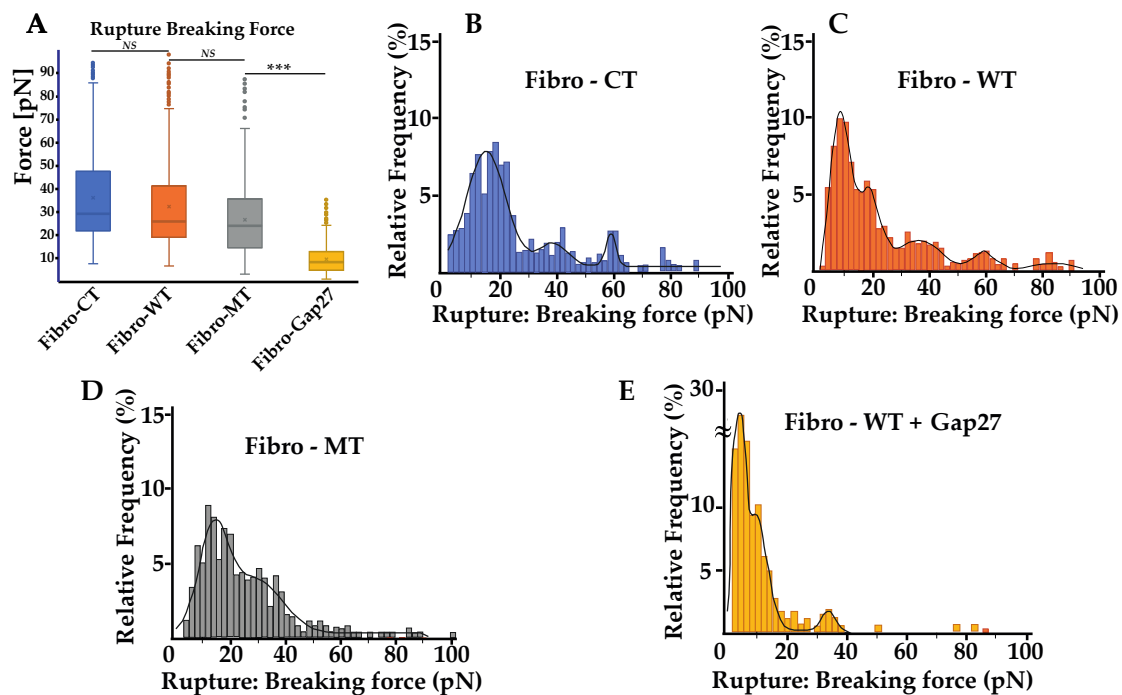 A
Rupture Breaking Force
NS
NS
***
Force [pN]
90
80
70
60
50
40
30
20
10
Fibro-CT
Fibro-WT
Fibro-MT
Fibro-Gap27
B
Fibro - CT
Relative Frequency (%)
15
10
5
0 20 40 60 80 100
Rupture: Breaking force (pN)
C
Fibro - WT
Relative Frequency (%)
15
10
5
0 20 40 60 80 100
Rupture: Breaking force (pN)
D
Fibro - MT
Relative Frequency (%)
15
10
5
0 20 40 60 80 100
Rupture: Breaking force (pN)
E
Fibro - WT + Gap27
Relative Frequency (%)
30
≈
10
5
0 20 40 60 80 100
Rupture: Breaking force (pN)